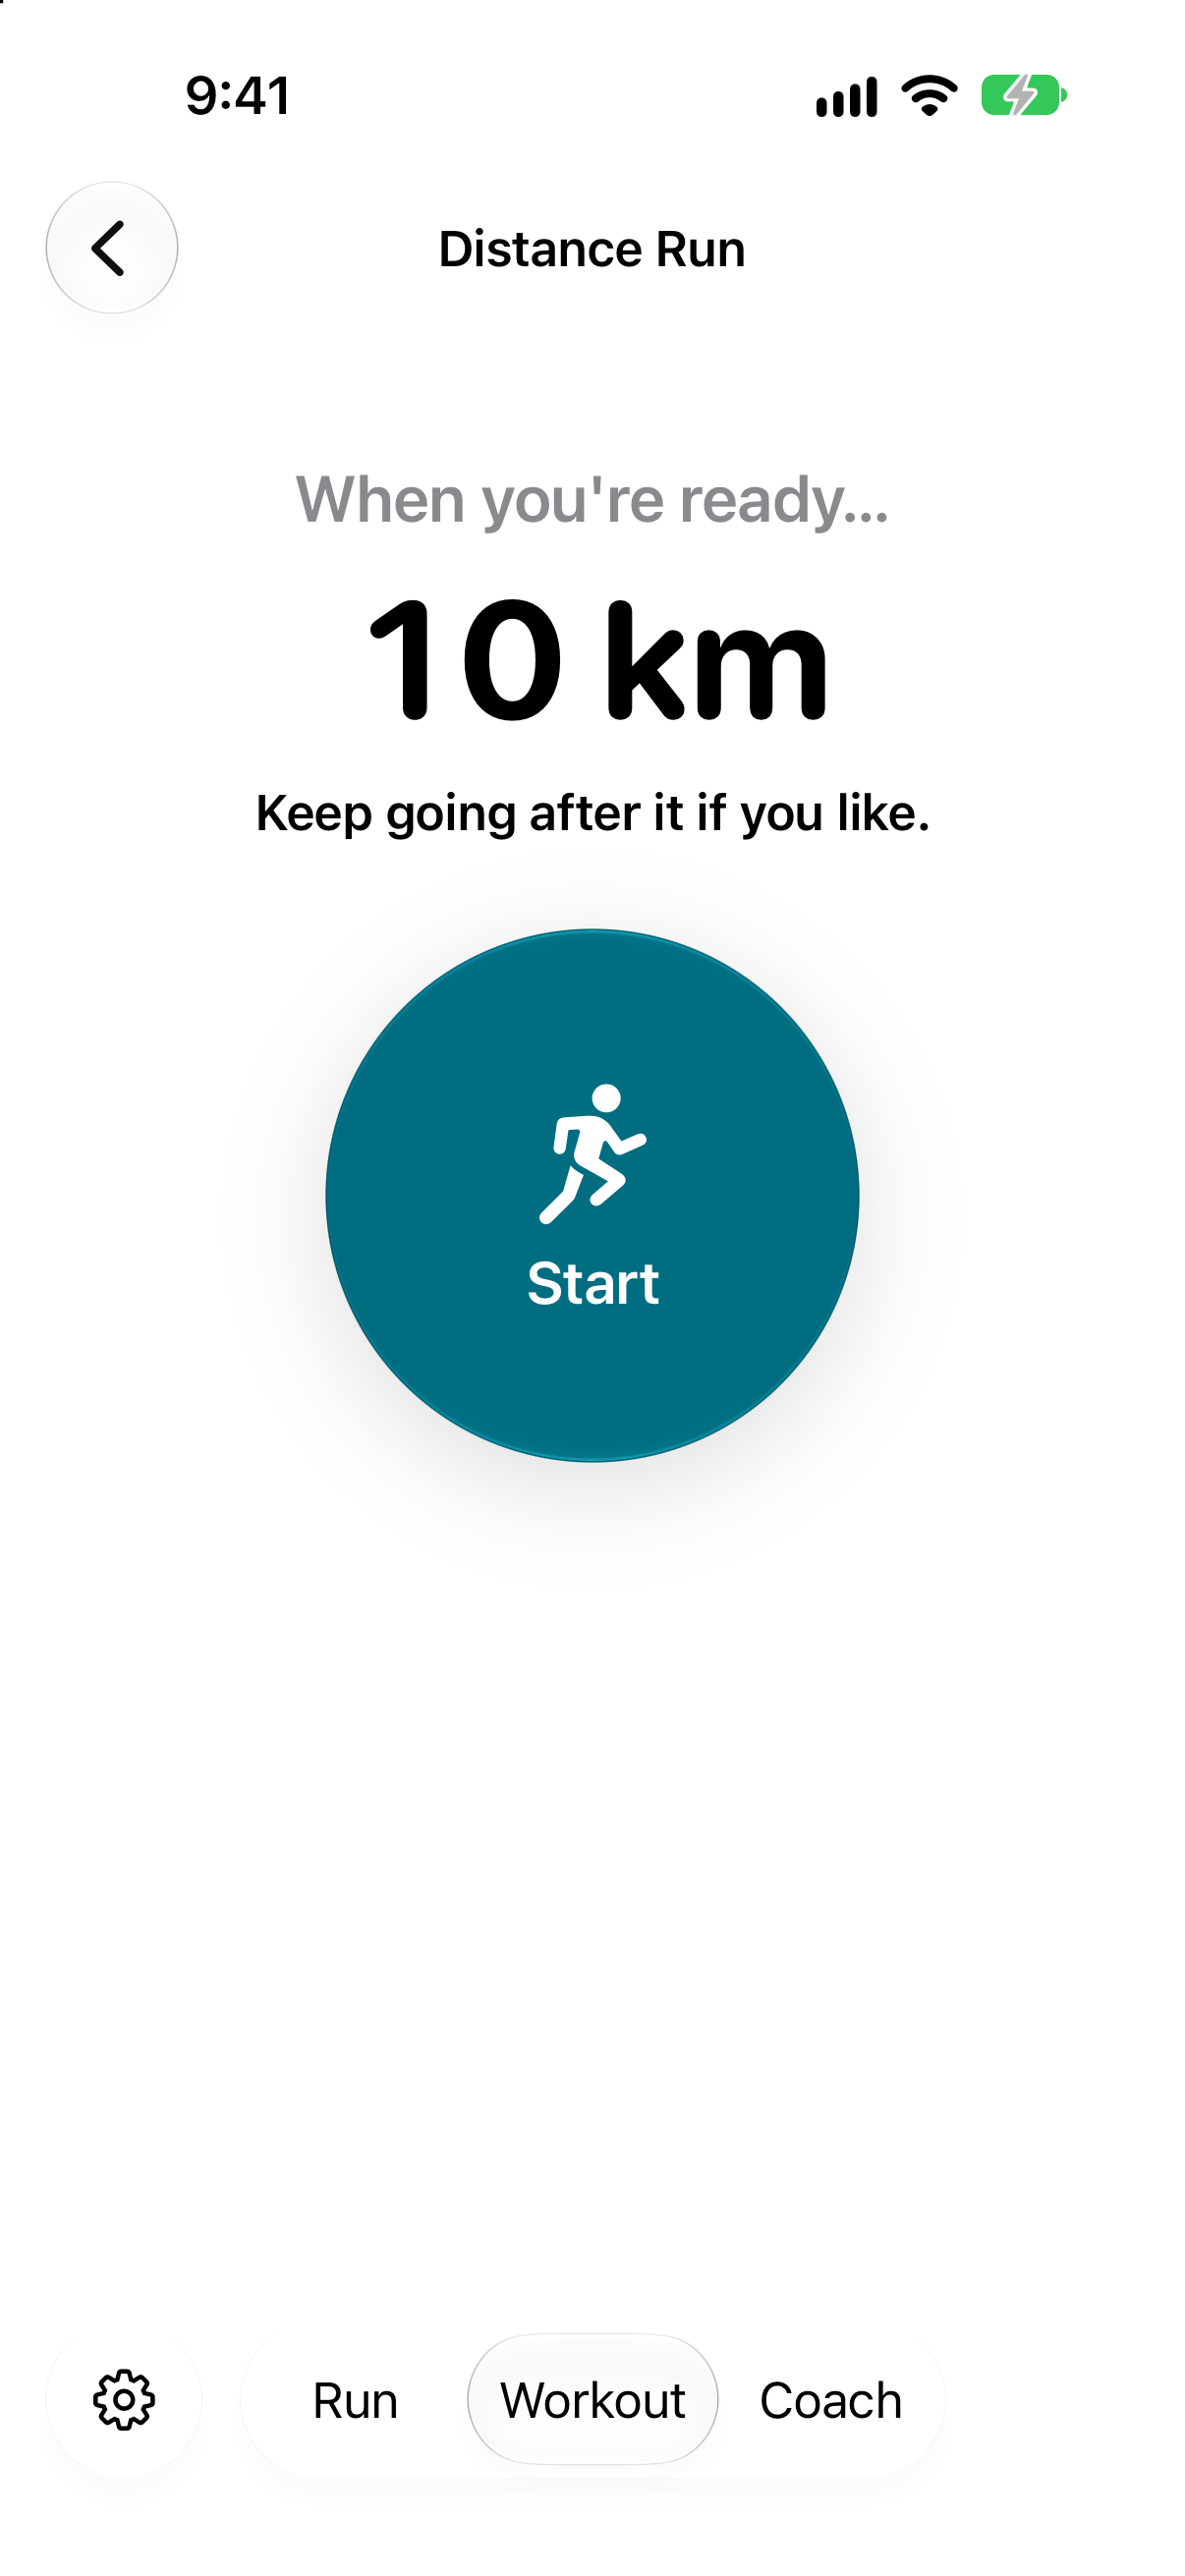 9:41
Distance Run
When you're ready...
10 km
Keep going after it if you like.
Start
Run
Workout
Coach